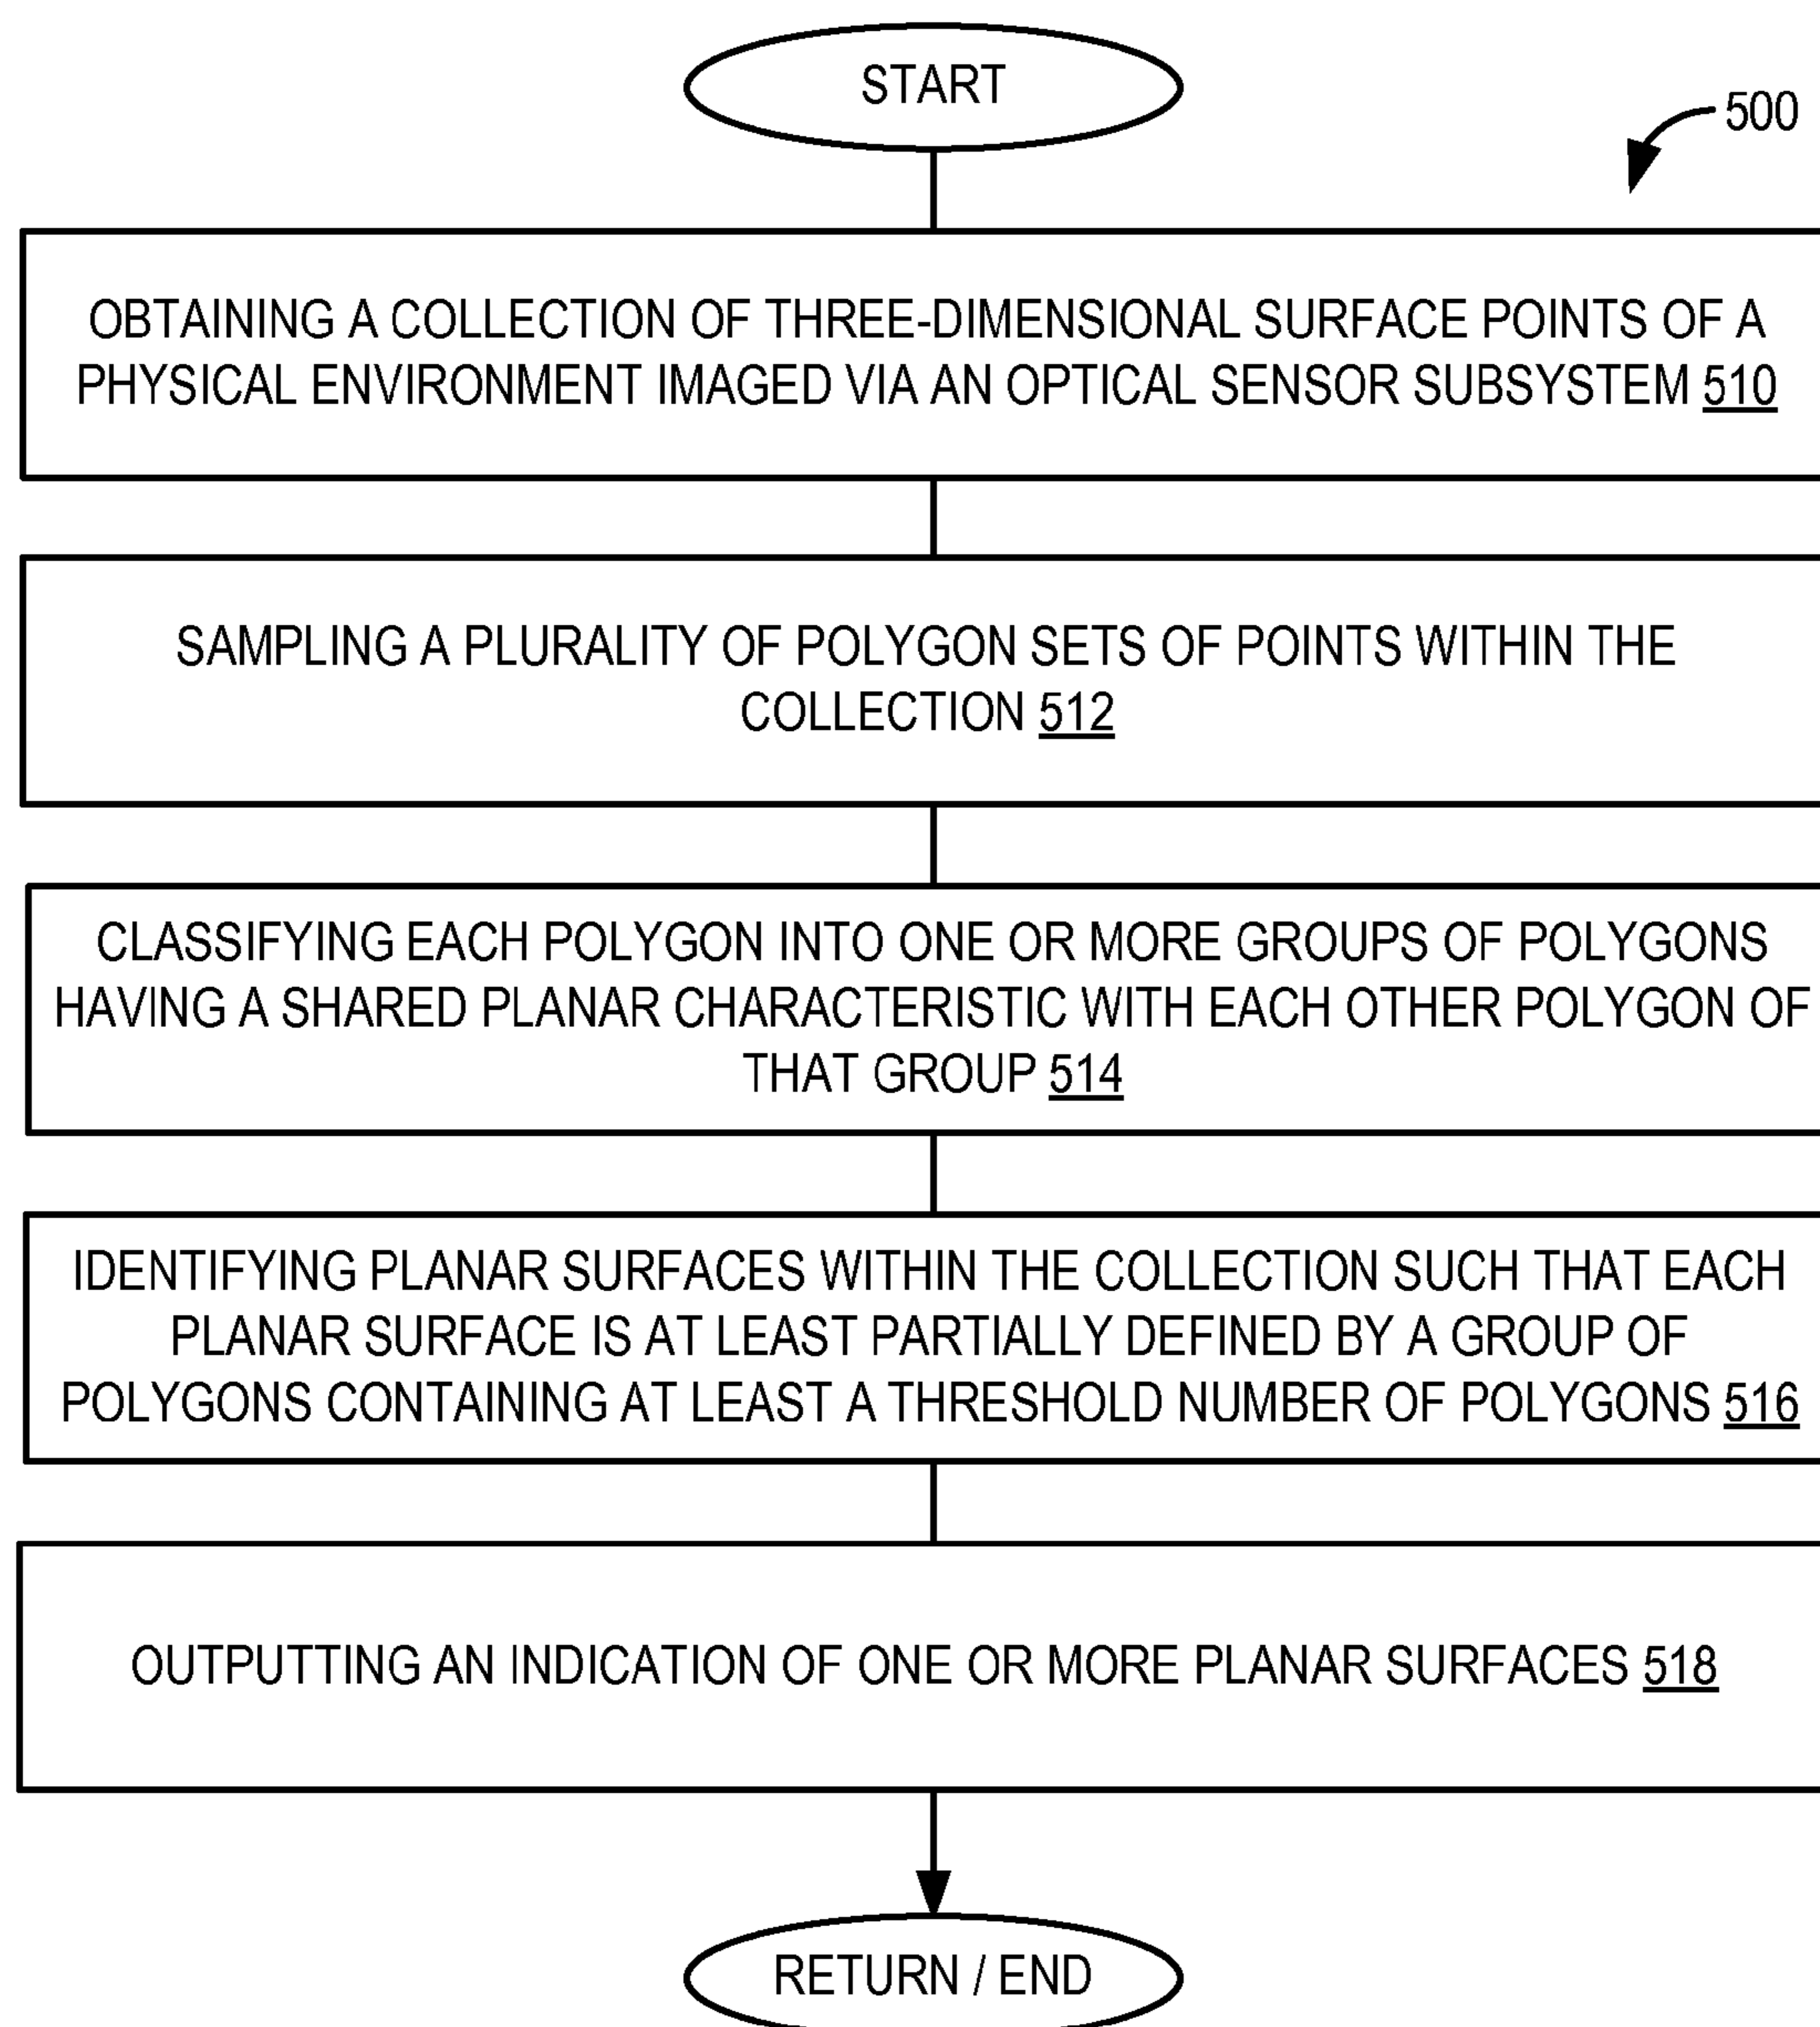 START
500
OBTAINING A COLLECTION OF THREE-DIMENSIONAL SURFACE POINTS OF A
PHYSICAL ENVIRONMENT IMAGED VIA AN OPTICAL SENSOR SUBSYSTEM 510
SAMPLING A PLURALITY OF POLYGON SETS OF POINTS WITHIN THE
COLLECTION 512
CLASSIFYING EACH POLYGON INTO ONE OR MORE GROUPS OF POLYGONS
HAVING A SHARED PLANAR CHARACTERISTIC WITH EACH OTHER POLYGON OF
THAT GROUP 514
IDENTIFYING PLANAR SURFACES WITHIN THE COLLECTION SUCH THAT EACH
PLANAR SURFACE IS AT LEAST PARTIALLY DEFINED BY A GROUP OF
POLYGONS CONTAINING AT LEAST A THRESHOLD NUMBER OF POLYGONS 516
OUTPUTTING AN INDICATION OF ONE OR MORE PLANAR SURFACES 518
RETURN / END